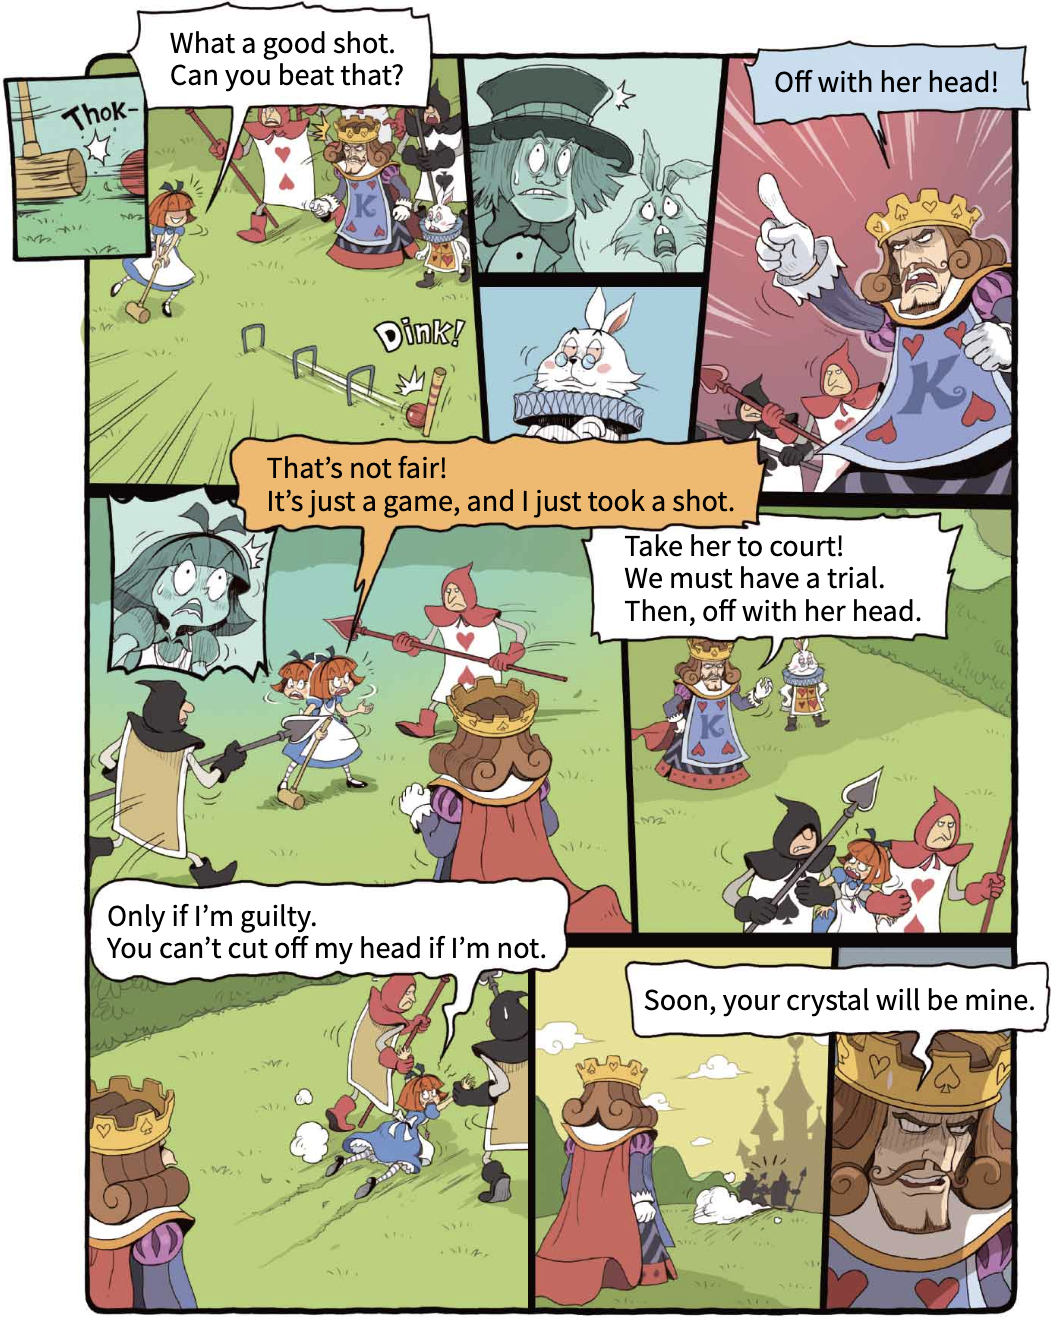 What a good shot.
Can you beat that?
Thok-
Off with her head!
K
Dink!
K
That's not fair!
It's just a game, and I just took a shot.
Take her to court!
We must have a trial.
Then, off with her head.
K
Only if I'm guilty.
You can't cut off my head if I'm not.
Soon, your crystal will be mine.